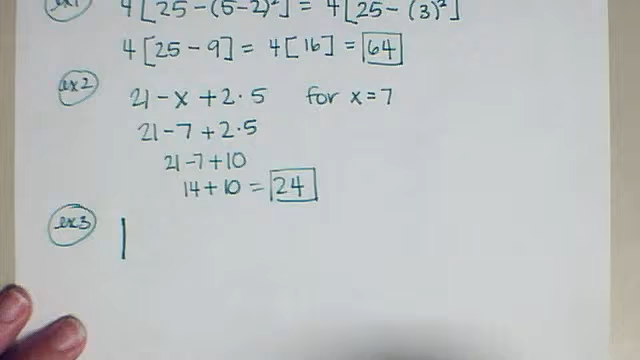 ex1 4[25-(5-2)²] = 4[25-(3)²]
4[25-9] = 4[16] = 64
ex2 21-x+2·5 for x=7
21-7+2·5
21-7+10
14+10 = 24
ex3